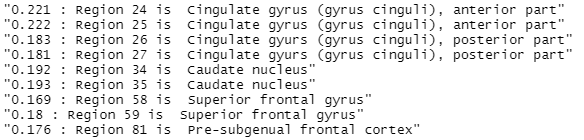 "0.221 : Region 24 is  Cingulate gyrus (gyrus cinguli), anterior part"
"0.222 : Region 25 is  Cingulate gyrus (gyrus cinguli), anterior part"
"0.183 : Region 26 is  Cingulate gyurs (gyrus cinguli), posterior part"
"0.181 : Region 27 is  Cingulate gyurs (gyrus cinguli), posterior part"
"0.192 : Region 34 is  Caudate nucleus"
"0.193 : Region 35 is  Caudate nucleus"
"0.169 : Region 58 is  Superior frontal gyrus"
"0.18 : Region 59 is  Superior frontal gyrus"
"0.176 : Region 81 is  Pre-subgenual frontal cortex"